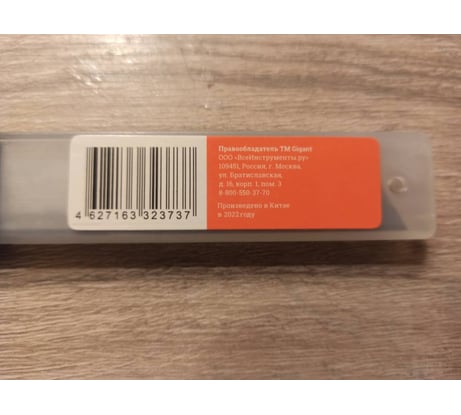 Правообладатель TM Gigant
ООО «ВсеИнструменты.ру»
109451, Россия, г. Москва,
ул. Братиславская,
д. 16, корп. 1, пом. 3
8-800-550-37-70
Произведено в Китае
в 2022 году
4 627163 323737